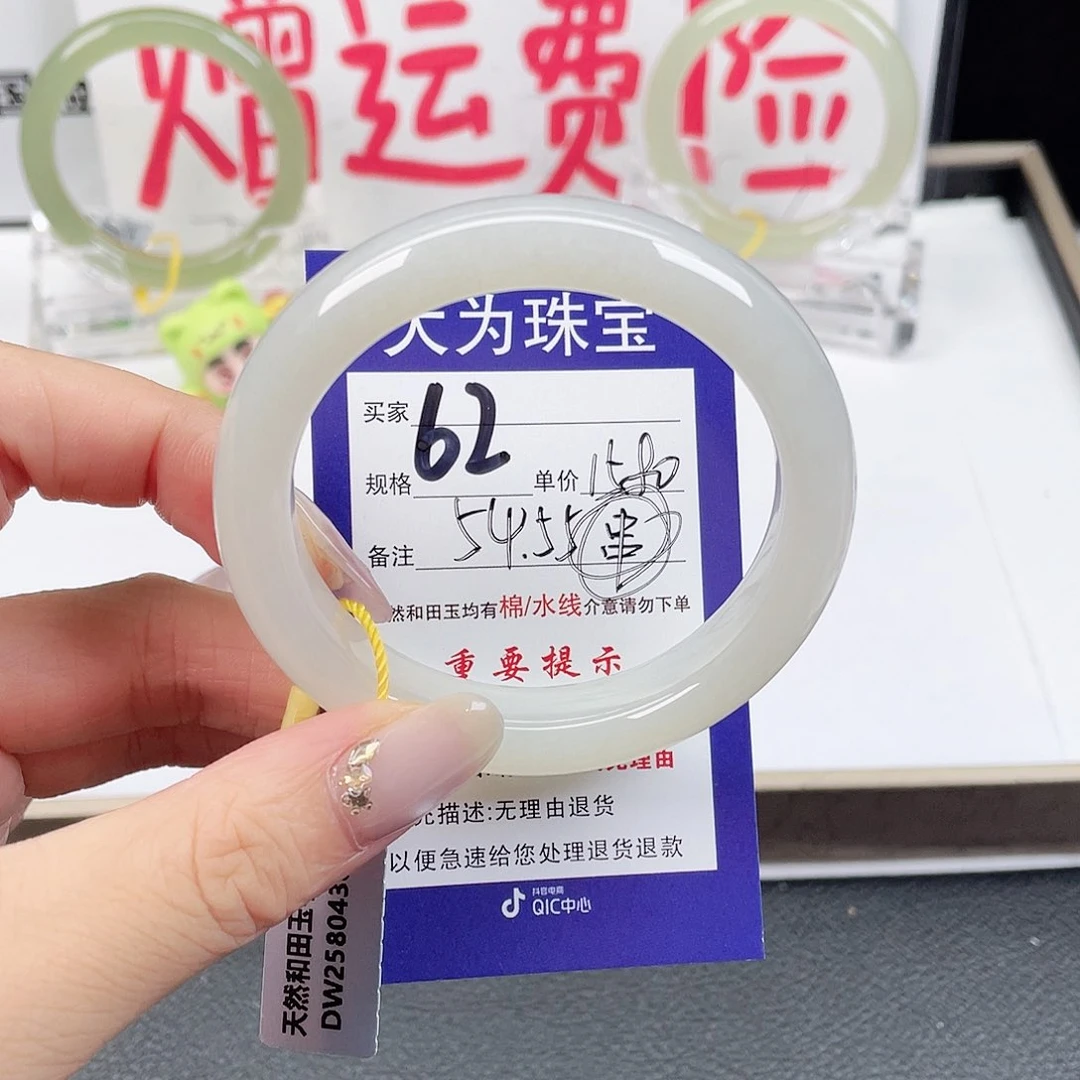 赠运费险
天为珠宝
买家
62
规格
单价
1580
备注
54.55
串
然和田玉均有棉/水线介意请勿下单
重要提示
理由
描述:无理由退货
以便急速给您处理退货退款
抖音电商
QIC中心
天然和田玉
DW258043